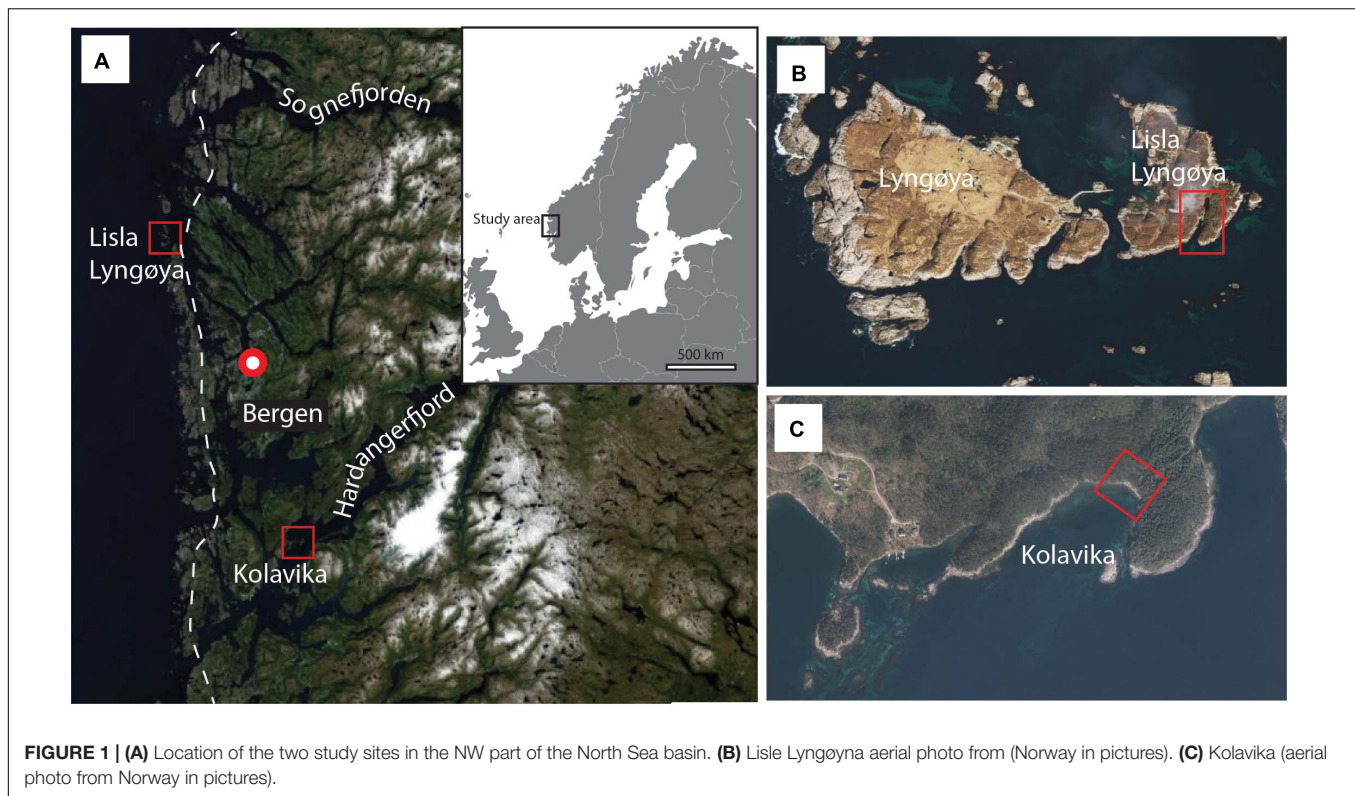 A
Sognefjorden
Lisla
Lyngøya
Bergen
Hardangerfjord
Kolavika
Study area
500 km
B
Lyngøya
Lisla
Lyngøya
C
Kolavika
FIGURE 1 | (A) Location of the two study sites in the NW part of the North Sea basin. (B) Lisle Lyngøyna aerial photo from (Norway in pictures). (C) Kolavika (aerial
photo from Norway in pictures).